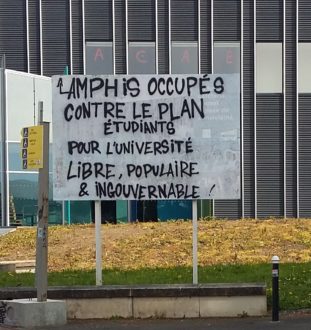 AMPHIS OCCUPÉS
CONTRE LE PLAN
ÉTUDIANTS
POUR L'UNIVERSITÉ
LIBRE, POPULAIRE
& INGOUVERNABLE !